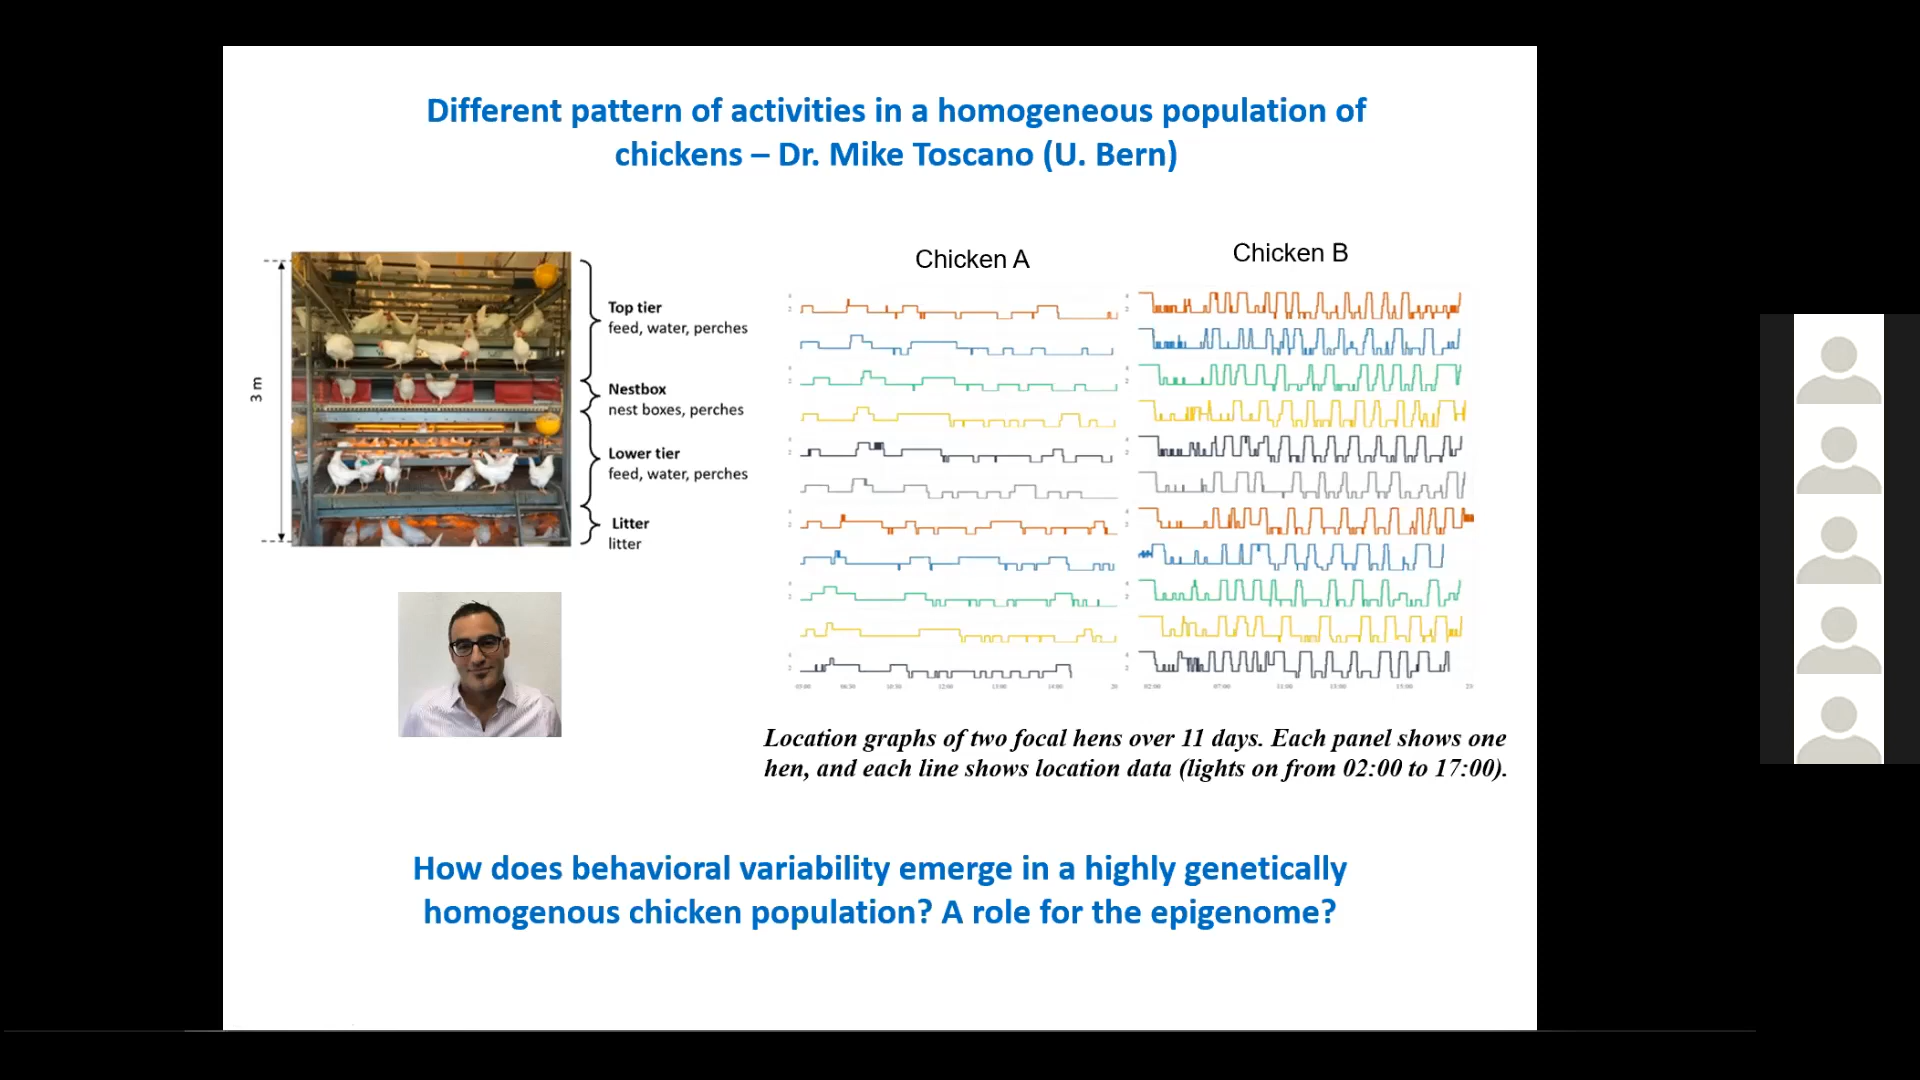 Different pattern of activities in a homogeneous population of
chickens – Dr. Mike Toscano (U. Bern)
3 m
Top tier
feed, water, perches
Nestbox
nest boxes, perches
Lower tier
feed, water, perches
Litter
litter
Chicken A
Chicken B
Location graphs of two focal hens over 11 days. Each panel shows one
hen, and each line shows location data (lights on from 02:00 to 17:00).
How does behavioral variability emerge in a highly genetically
homogenous chicken population? A role for the epigenome?